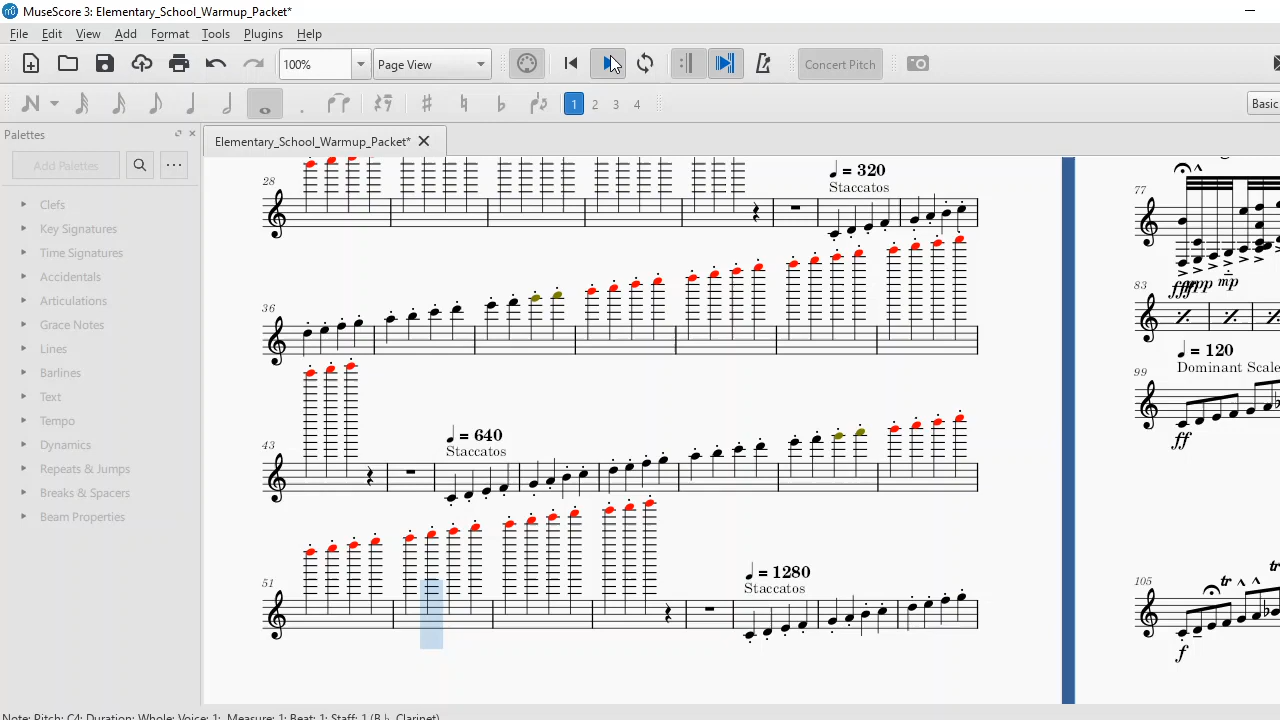 MuseScore 3: Elementary_School_Warmup_Packet*
File Edit View Add Format Tools Plugins Help
100% Page View Concert Pitch
1 2 3 4 Basic
Palettes
Elementary_School_Warmup_Packet*
Add Palettes ...
Clefs
Key Signatures
Time Signatures
Accidentals
Articulations
Grace Notes
Lines
Barlines
Text
Tempo
Dynamics
Repeats & Jumps
Breaks & Spacers
Beam Properties
28
= 320
Staccatos
36
43
= 640
Staccatos
51
= 1280
Staccatos
77
mp
83
99
= 120
Dominant Scale
ff
105
tr
tr
f
Note: Pitch: C4; Duration: Whole; Voice: 1; Measure: 1; Beat: 1; Staff: 1 (B♭ Clarinet)